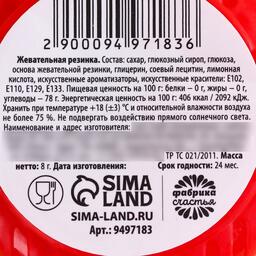 2900094971836
Жевательная резинка. Состав: сахар, глюкозный сироп, глюкоза,
основа жевательной резинки, глицерин, соевый лецитин, лимонная
кислота, искусственные ароматизаторы, искусственные красители: Е102,
Е110, Е129, Е133. Пищевая ценность на 100 г: белки – 0 г, жиры – 0 г,
углеводы – 78 г. Энергетическая ценность на 100 г: 406 ккал / 2092 кДж.
Хранить при температуре +18 (±3) °С и относительной влажности воздуха
не более 75 %. Не подвергать воздействию прямого солнечного света.
Наименование и адрес изготовителя:
ТР ТС 021/2011. Масса
нетто: 8 г. Дата изготовления: Срок годности: 24 мес.
SIMA
LAND
SIMA-LAND.RU
Арт.: 9497183
фабрика
счастья